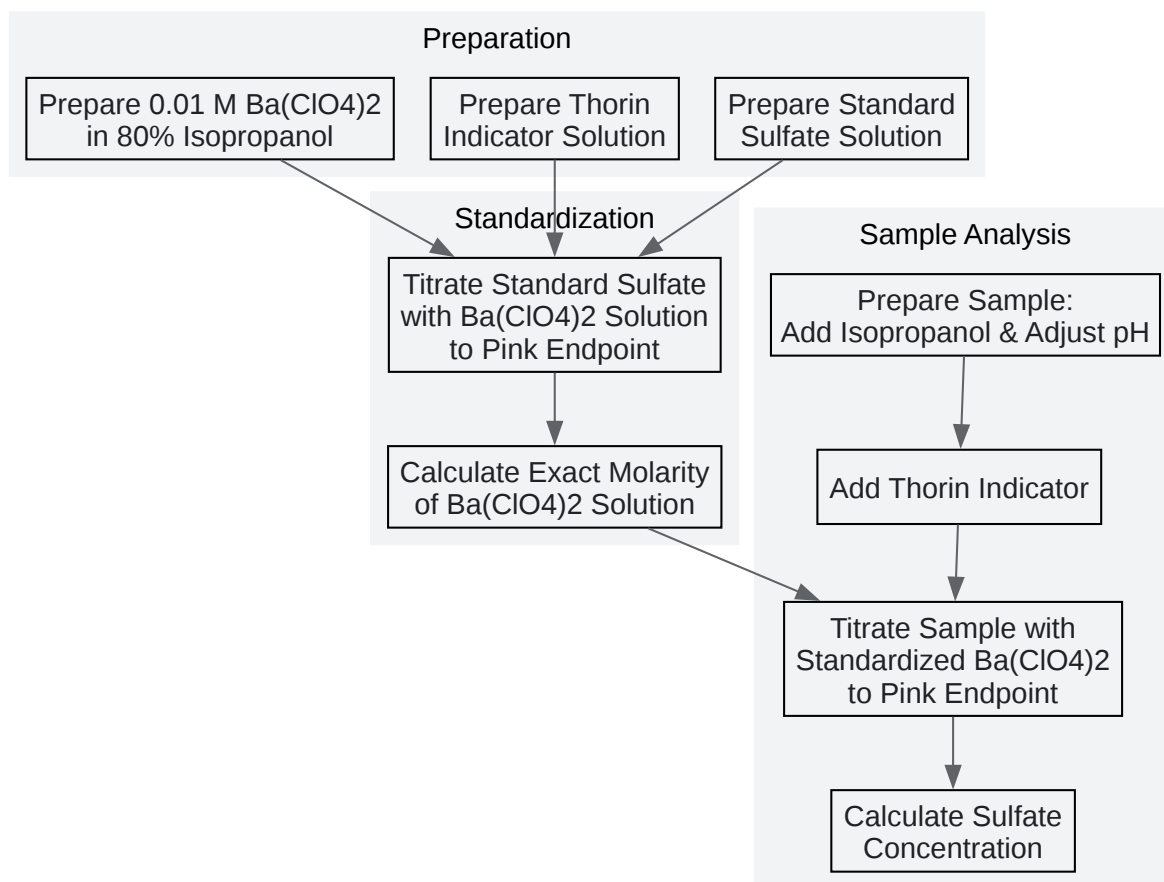 Preparation
Prepare 0.01 M Ba(ClO4)2
in 80% Isopropanol
Prepare Thorin
Indicator Solution
Prepare Standard
Sulfate Solution
Standardization
Titrate Standard Sulfate
with Ba(ClO4)2 Solution
to Pink Endpoint
Calculate Exact Molarity
of Ba(ClO4)2 Solution
Sample Analysis
Prepare Sample:
Add Isopropanol & Adjust pH
Add Thorin Indicator
Titrate Sample with
Standardized Ba(ClO4)2
to Pink Endpoint
Calculate Sulfate
Concentration